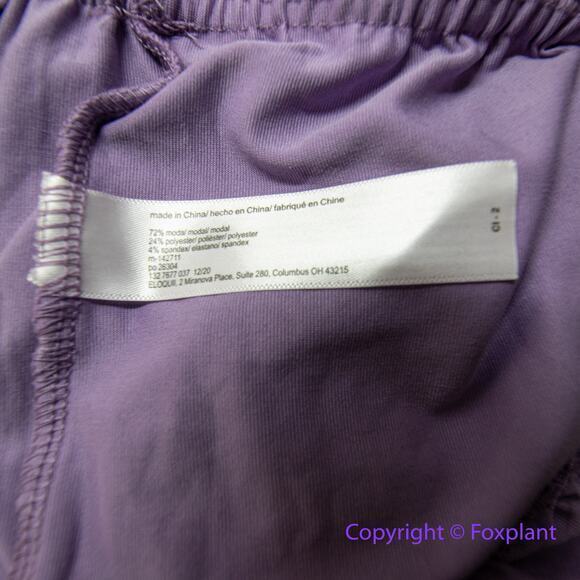 made in China/ hecho en China/ fabriqué en Chine
72% modal/ modal/ modal
24% polyester/ poliéster/ polyester
4% spandex/ elastano/ spandex
m-142711
po 26304
132 7677 037 12/20
ELOQUII, 2 Miranova Place, Suite 280, Columbus OH 43215
CI - 2
Copyright © Foxplant